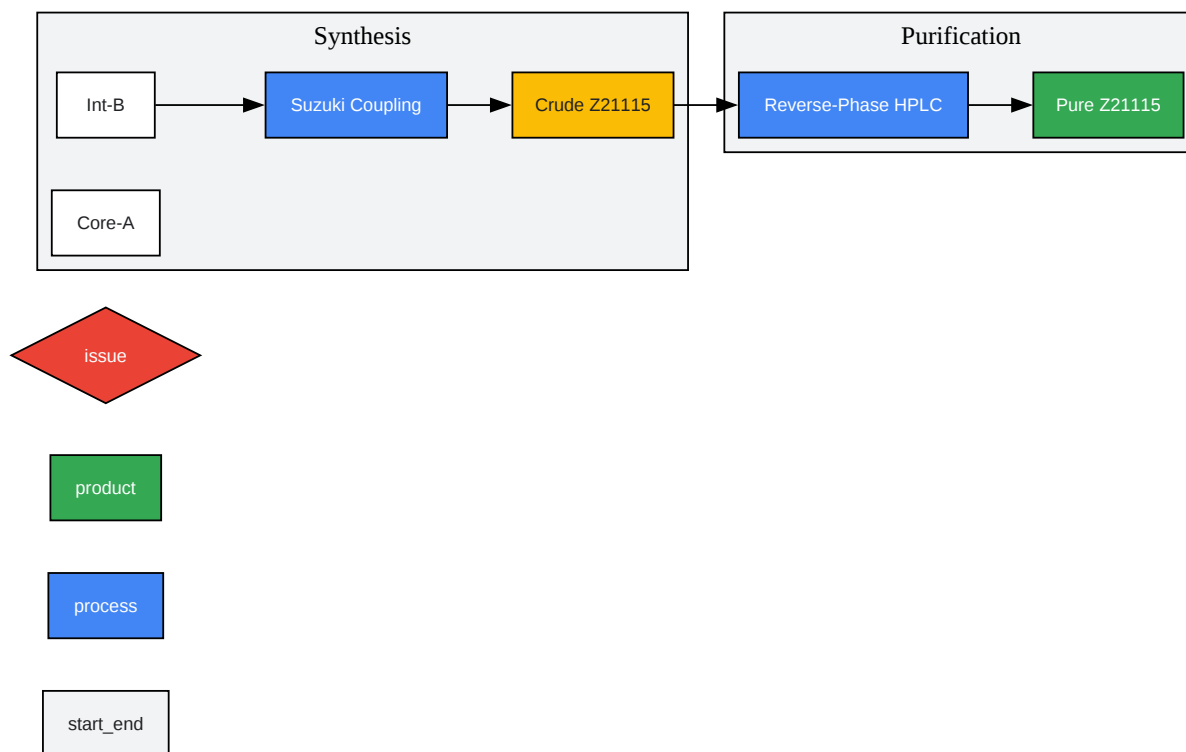 Synthesis
Purification
Int-B
Suzuki Coupling
Crude Z21115
Reverse-Phase HPLC
Pure Z21115
Core-A
issue
product
process
start_end